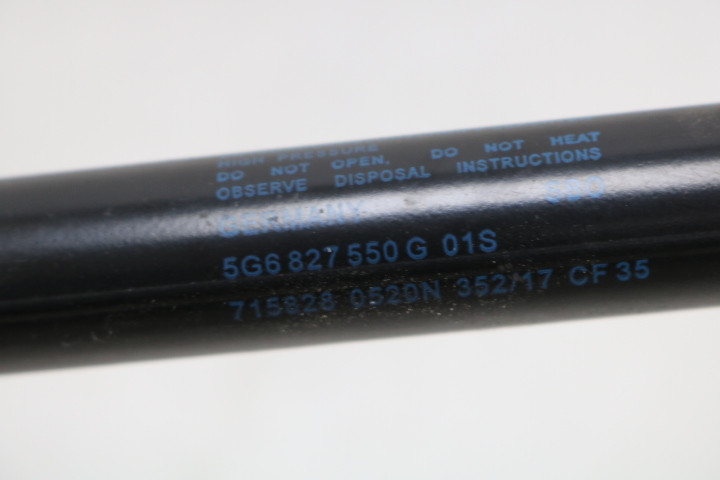 HIGH PRESSURE
DO NOT OPEN. DO NOT HEAT
OBSERVE DISPOSAL INSTRUCTIONS
GERMANY
5G6 827 550 G 01S
715828 0520N 352/17 CF 35